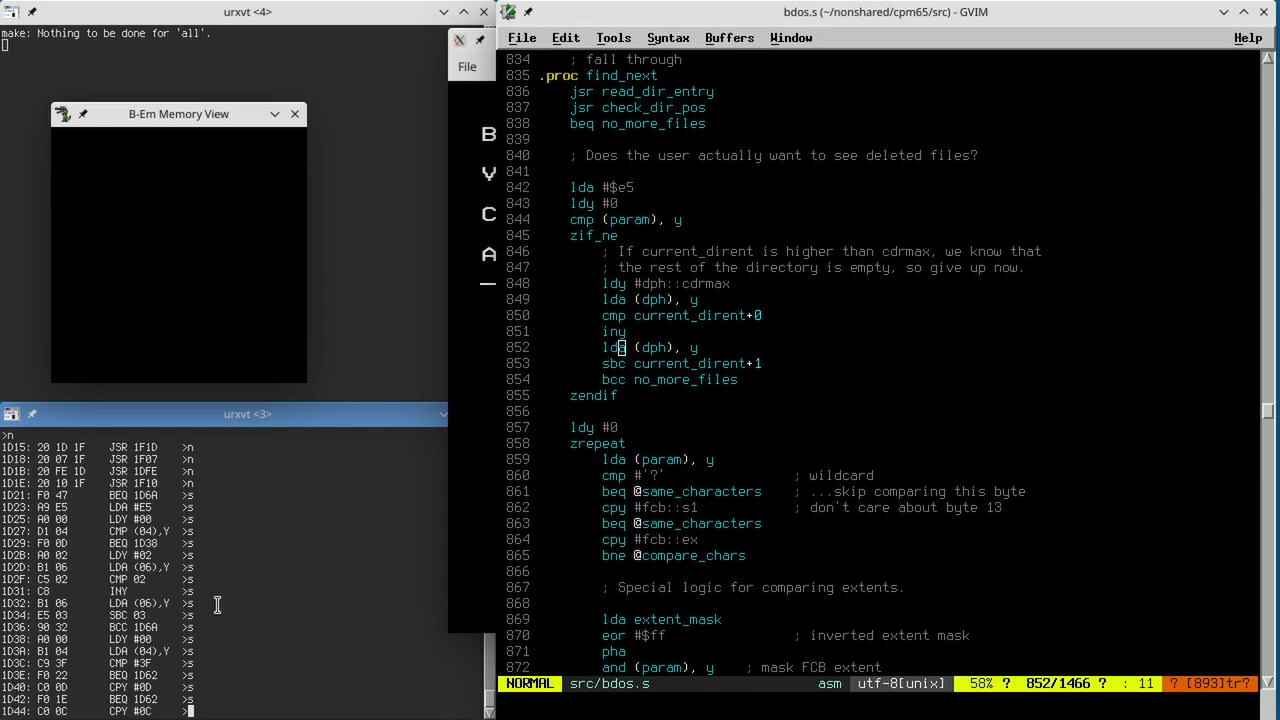 urxvt <4>
make: Nothing to be done for 'all'.
B-Em Memory View
urxvt <3>
>n
1D15: 20 1D 1F JSR 1F1D >n
1D18: 20 07 1F JSR 1F07 >n
1D1B: 20 FE 1D JSR 1DFE >n
1D1E: 20 10 1F JSR 1F10 >n
1D21: F0 47 BEQ 1D6A >s
1D23: A9 E5 LDA #E5 >s
1D25: A0 00 LDY #00 >s
1D27: D1 04 CMP (04),Y >s
1D29: F0 0D BEQ 1D38 >s
1D2B: A0 02 LDY #02 >s
1D2D: B1 06 LDA (06),Y >s
1D2F: C5 02 CMP 02 >s
1D31: C8 INY >s
1D32: B1 06 LDA (06),Y >s
1D34: E5 03 SBC 03 >s
1D36: 90 32 BCC 1D6A >s
1D38: A0 00 LDY #00 >s
1D3A: B1 04 LDA (04),Y >s
1D3C: C9 3F CMP #3F >s
1D3E: F0 22 BEQ 1D62 >s
1D40: C0 0D CPY #0D >s
1D42: F0 1E BEQ 1D62 >s
1D44: C0 0C CPY #0C >
File
B
Y
C
A
bdos.s (~/nonshared/cpm65/src) - GVIM
File Edit Tools Syntax Buffers Window Help
834 ; fall through
835 .proc find_next
836 jsr read_dir_entry
837 jsr check_dir_pos
838 beq no_more_files
839
840 ; Does the user actually want to see deleted files?
841
842 lda #$e5
843 ldy #0
844 cmp (param), y
845 zif_ne
846 ; If current_dirent is higher than cdrmax, we know that
847 ; the rest of the directory is empty, so give up now.
848 ldy #dph::cdrmax
849 lda (dph), y
850 cmp current_dirent+0
851 iny
852 lda (dph), y
853 sbc current_dirent+1
854 bcc no_more_files
855 zendif
856
857 ldy #0
858 zrepeat
859 lda (param), y
860 cmp #'?' ; wildcard
861 beq @same_characters ; ...skip comparing this byte
862 cpy #fcb::s1 ; don't care about byte 13
863 beq @same_characters
864 cpy #fcb::ex
865 bne @compare_chars
866
867 ; Special logic for comparing extents.
868
869 lda extent_mask
870 eor #$ff ; inverted extent mask
871 pha
872 and (param), y ; mask FCB extent
NORMAL src/bdos.s asm utf-8[unix] 58% ? 852/1466 ? : 11 ? [893]tr?